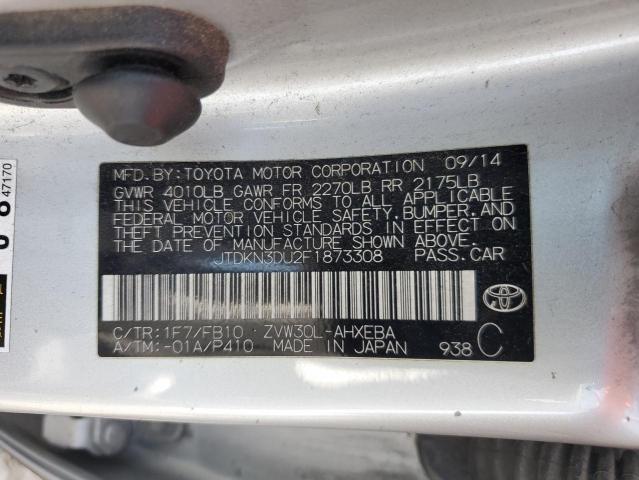 MFD.BY:TOYOTA MOTOR CORPORATION 09/14
GVWR 4010LB GAWR FR 2270LB RR 2175LB
THIS VEHICLE CONFORMS TO ALL APPLICABLE
FEDERAL MOTOR VEHICLE SAFETY,BUMPER,AND
THEFT PREVENTION STANDARDS IN EFFECT ON
THE DATE OF MANUFACTURE SHOWN ABOVE.
JTDKN3DU2F1873308 PASS.CAR
C/TR:1F7/FB10 ZVW30L-AHXEBA
A/TM:-01A/P410 MADE IN JAPAN 938 C
47170